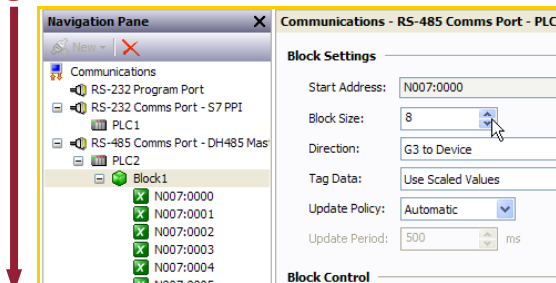 Navigation Pane
New
Communications
RS-232 Program Port
RS-232 Comms Port - S7 PPI
PLC1
RS-485 Comms Port - DH485 Mas
PLC2
Block1
N007:0000
N007:0001
N007:0002
N007:0003
N007:0004
N007:0005
Communications - RS-485 Comms Port - PLC
Block Settings
Start Address: N007:0000
Block Size: 8
Direction: G3 to Device
Tag Data: Use Scaled Values
Update Policy: Automatic
Update Period: 500 ms
Block Control